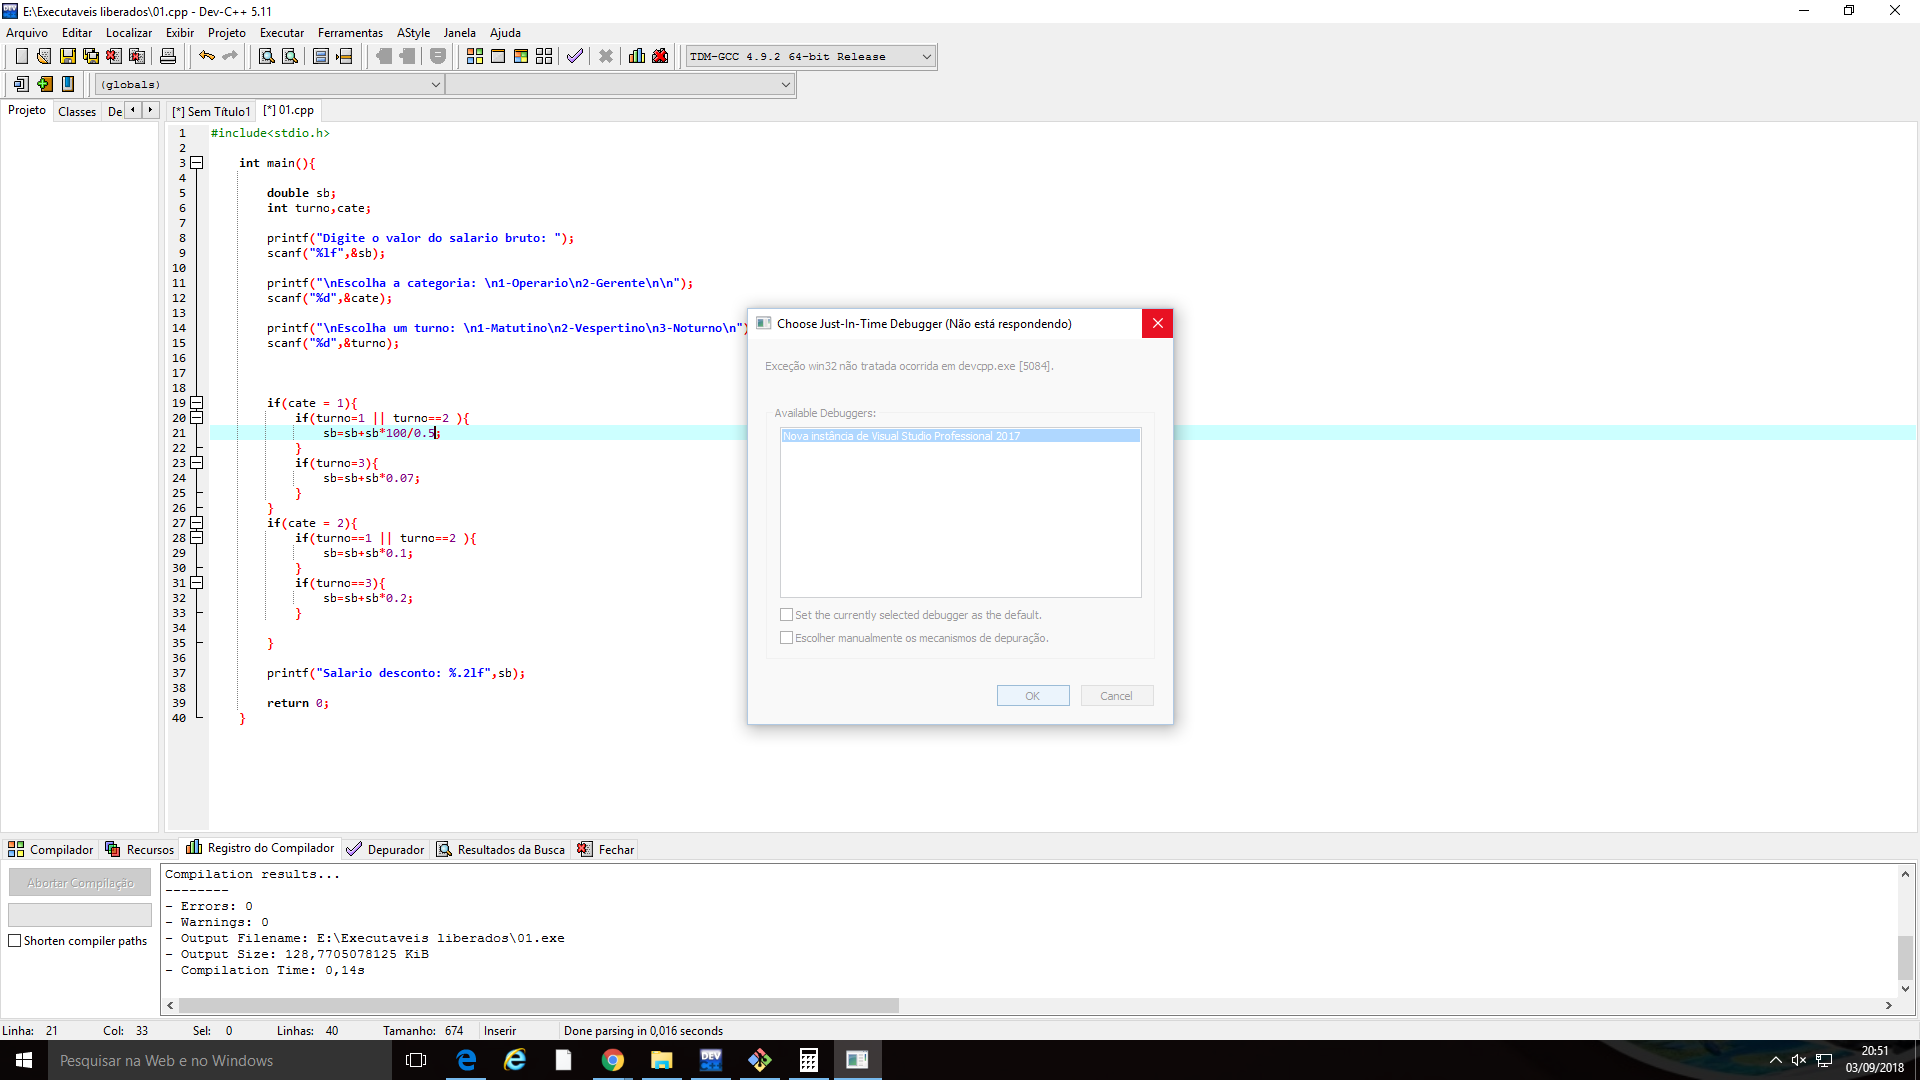 E:\Executaveis liberados\01.cpp - Dev-C++ 5.11
Arquivo Editar Localizar Exibir Projeto Executar Ferramentas AStyle Janela Ajuda
TDM-GCC 4.9.2 64-bit Release
(globals)
Projeto Classes De [*] Sem Título1 [*] 01.cpp
1 #include<stdio.h>
2
3 int main(){
4
5 double sb;
6 int turno,cate;
7
8 printf("Digite o valor do salario bruto: ");
9 scanf("%lf",&sb);
10
11 printf("\nEscolha a categoria: \n1-Operario\n2-Gerente\n\n");
12 scanf("%d",&cate);
13
14 printf("\nEscolha um turno: \n1-Matutino\n2-Vespertino\n3-Noturno\n")
15 scanf("%d",&turno);
16
17
18
19 if(cate = 1){
20 if(turno=1 || turno==2 ){
21 sb=sb+sb*100/0.5;
22 }
23 if(turno=3){
24 sb=sb+sb*0.07;
25 }
26 }
27 if(cate = 2){
28 if(turno==1 || turno==2 ){
29 sb=sb+sb*0.1;
30 }
31 if(turno==3){
32 sb=sb+sb*0.2;
33 }
34
35 }
36
37 printf("Salario desconto: %.2lf",sb);
38
39 return 0;
40 }
Choose Just-In-Time Debugger (Não está respondendo)
Exceção win32 não tratada ocorrida em devcpp.exe [5084].
Available Debuggers:
Nova instância de Visual Studio Professional 2017
Set the currently selected debugger as the default.
Escolher manualmente os mecanismos de depuração.
OK Cancel
Compilador Recursos Registro do Compilador Depurador Resultados da Busca Fechar
Abortar Compilação
Shorten compiler paths
Compilation results...
--------
- Errors: 0
- Warnings: 0
- Output Filename: E:\Executaveis liberados\01.exe
- Output Size: 128,7705078125 KiB
- Compilation Time: 0,14s
Linha: 21 Col: 33 Sel: 0 Linhas: 40 Tamanho: 674 Inserir Done parsing in 0,016 seconds
Pesquisar na Web e no Windows
DEV
20:51
03/09/2018